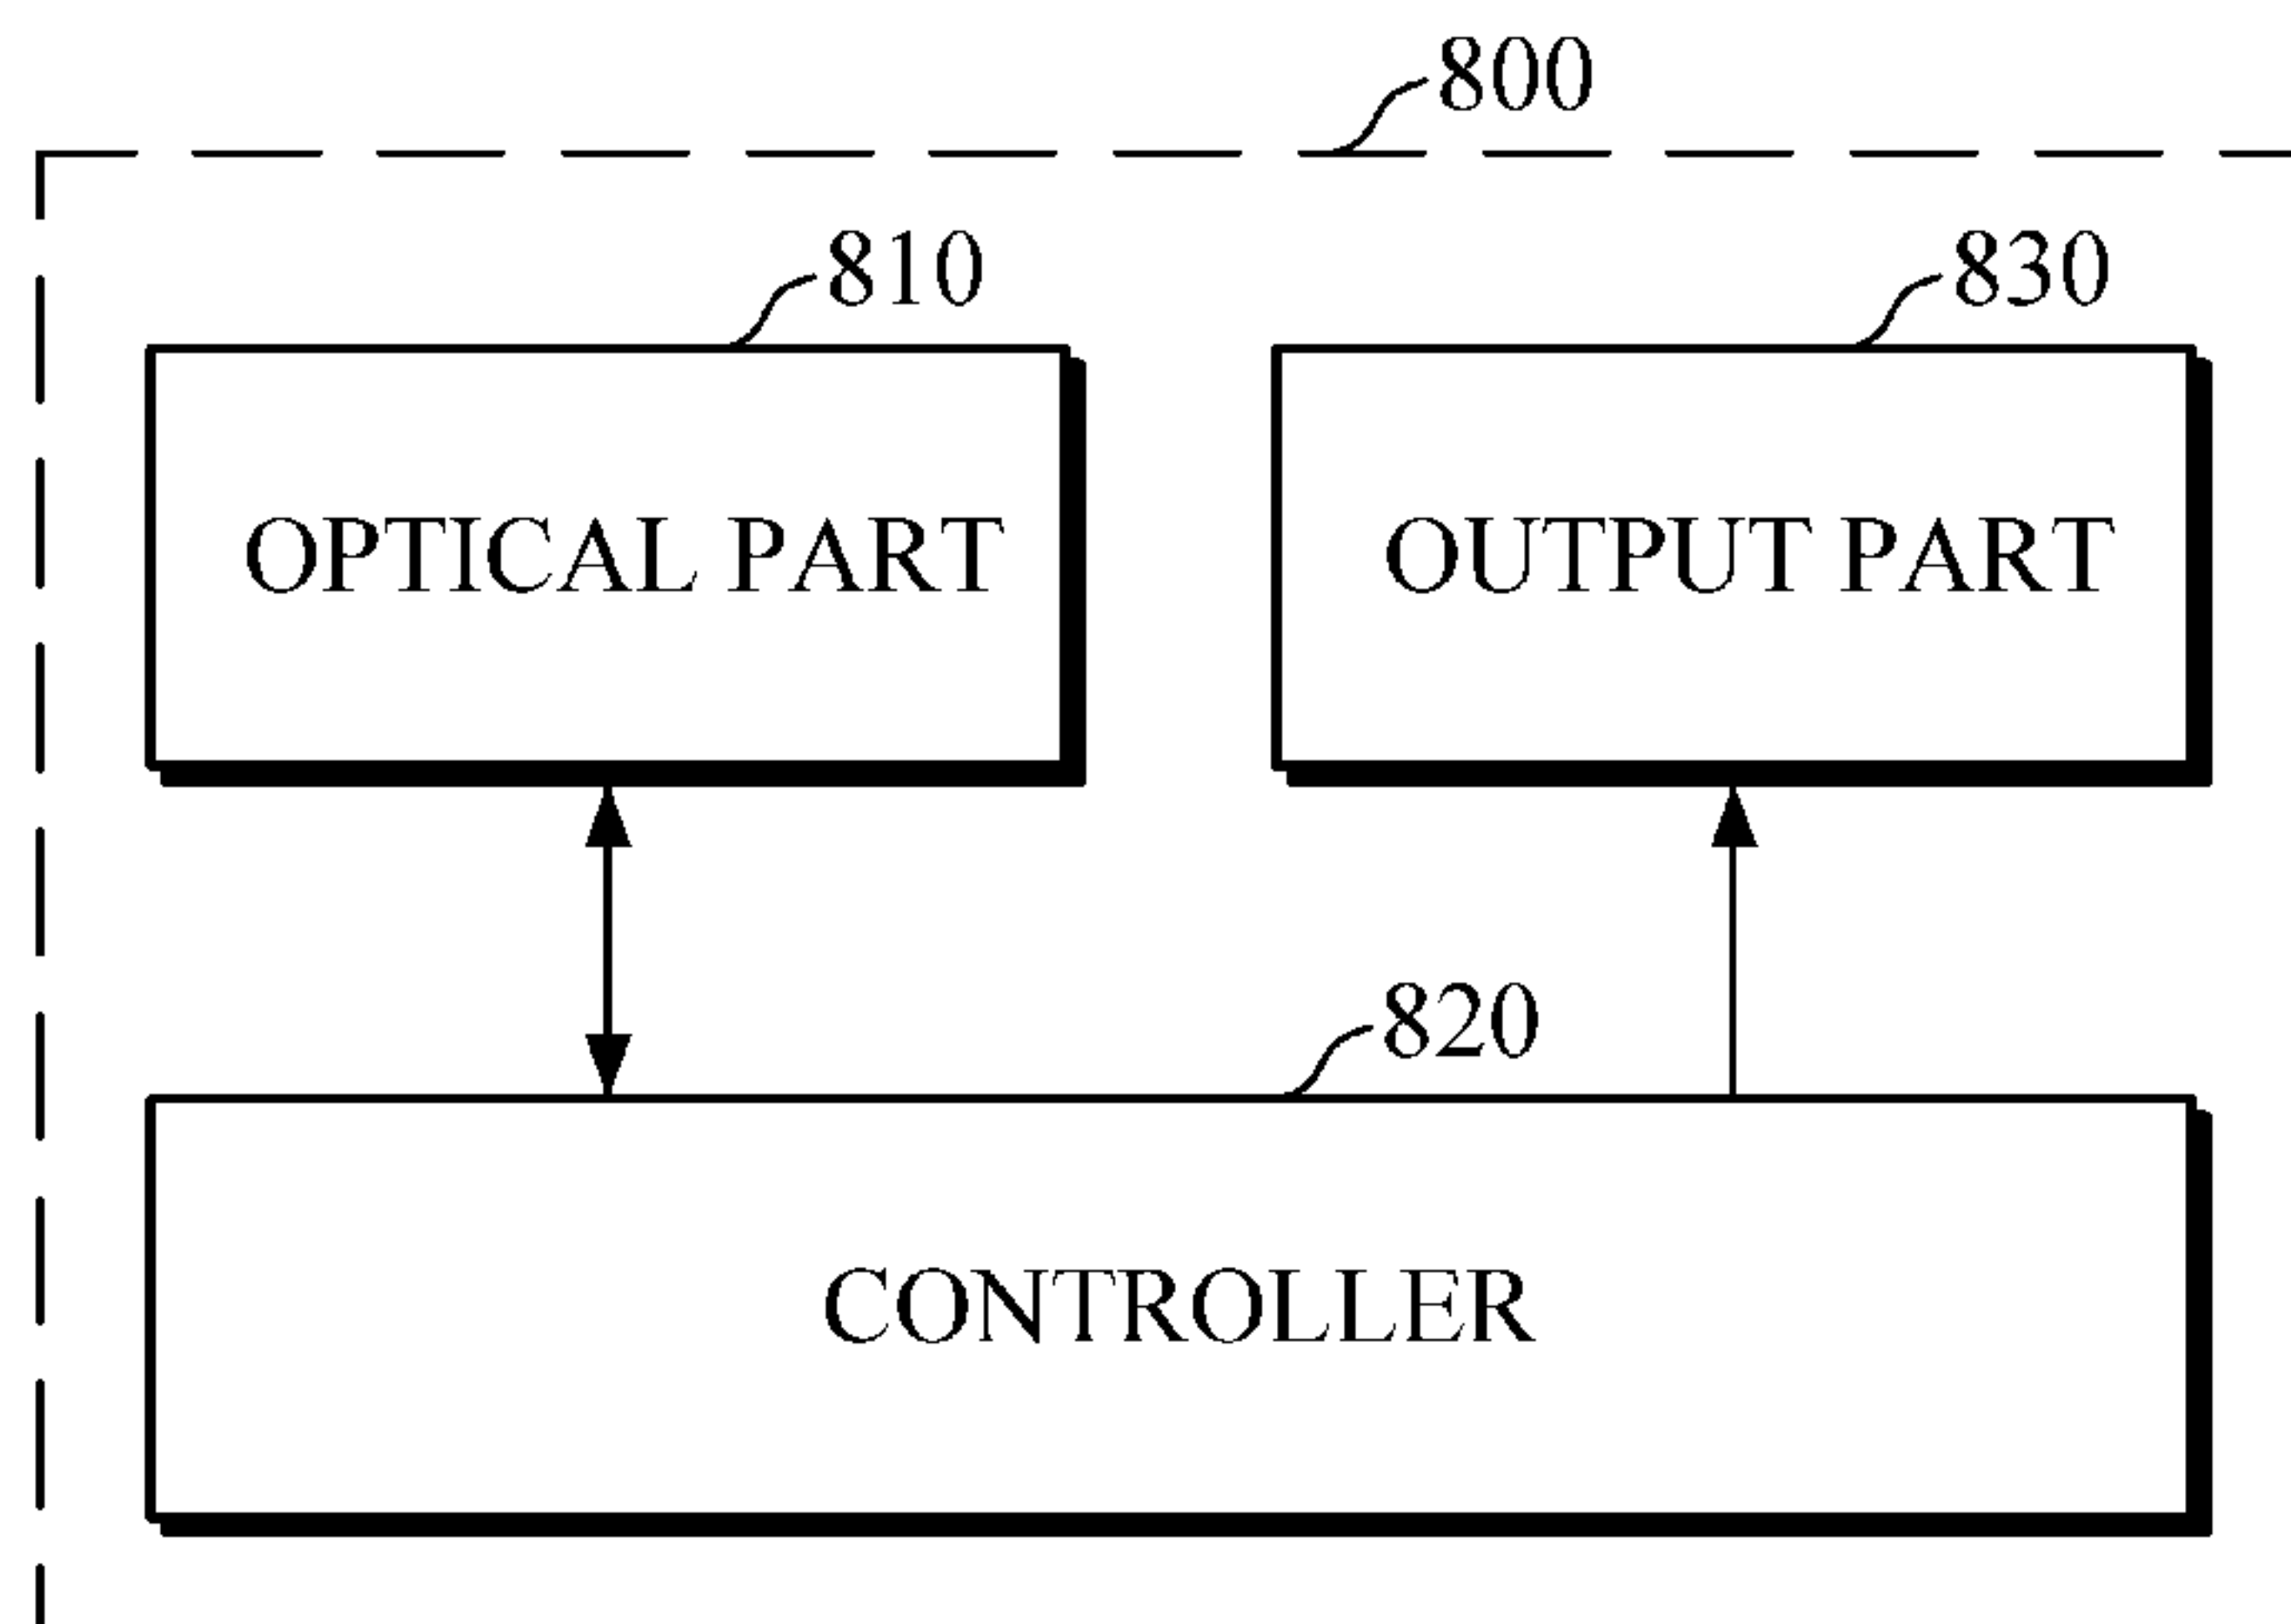 800
810
830
OPTICAL PART
OUTPUT PART
820
CONTROLLER